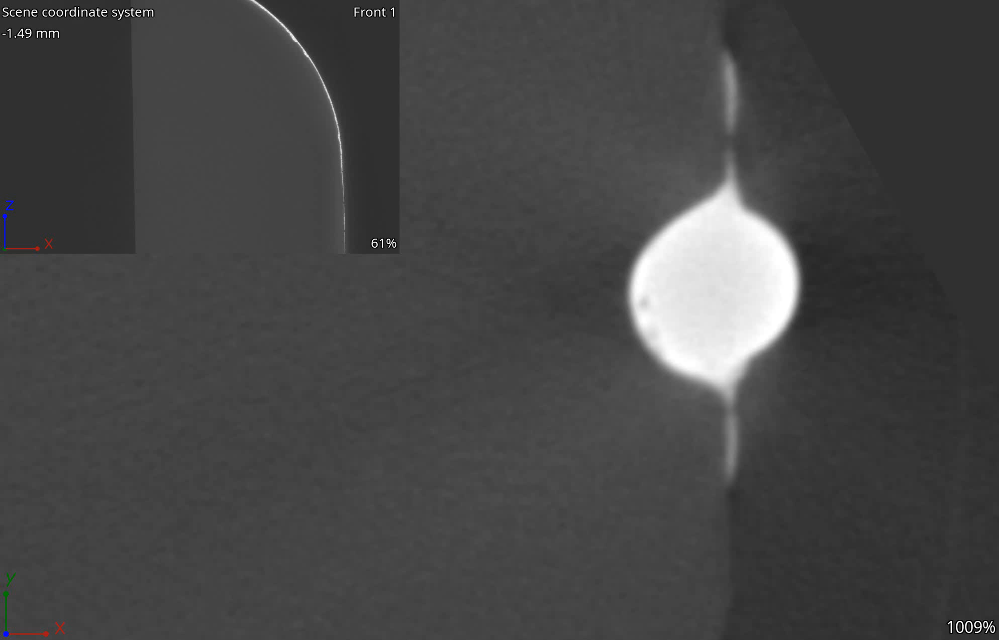 Scene coordinate system
Front 1
-1.49 mm
Z
X
61%
y
X
1009%